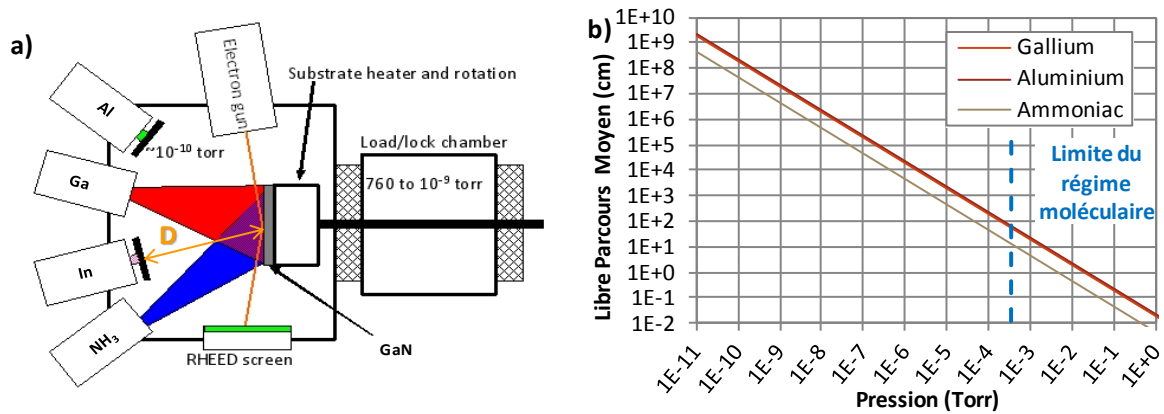 a)
Electron gun
Substrate heater and rotation
Al
~10⁻¹⁰ torr
Load/lock chamber
760 to 10⁻⁹ torr
Ga
D
In
NH₃
RHEED screen
GaN
b)
Libre Parcours Moyen (cm)
1E+10
1E+9
1E+8
1E+7
1E+6
1E+5
1E+4
1E+3
1E+2
1E+1
1E+0
1E-1
1E-2
Gallium
Aluminium
Ammoniac
Limite du
régime
moléculaire
1E-11
1E-10
1E-9
1E-8
1E-7
1E-6
1E-5
1E-4
1E-3
1E-2
1E-1
1E+0
Pression (Torr)